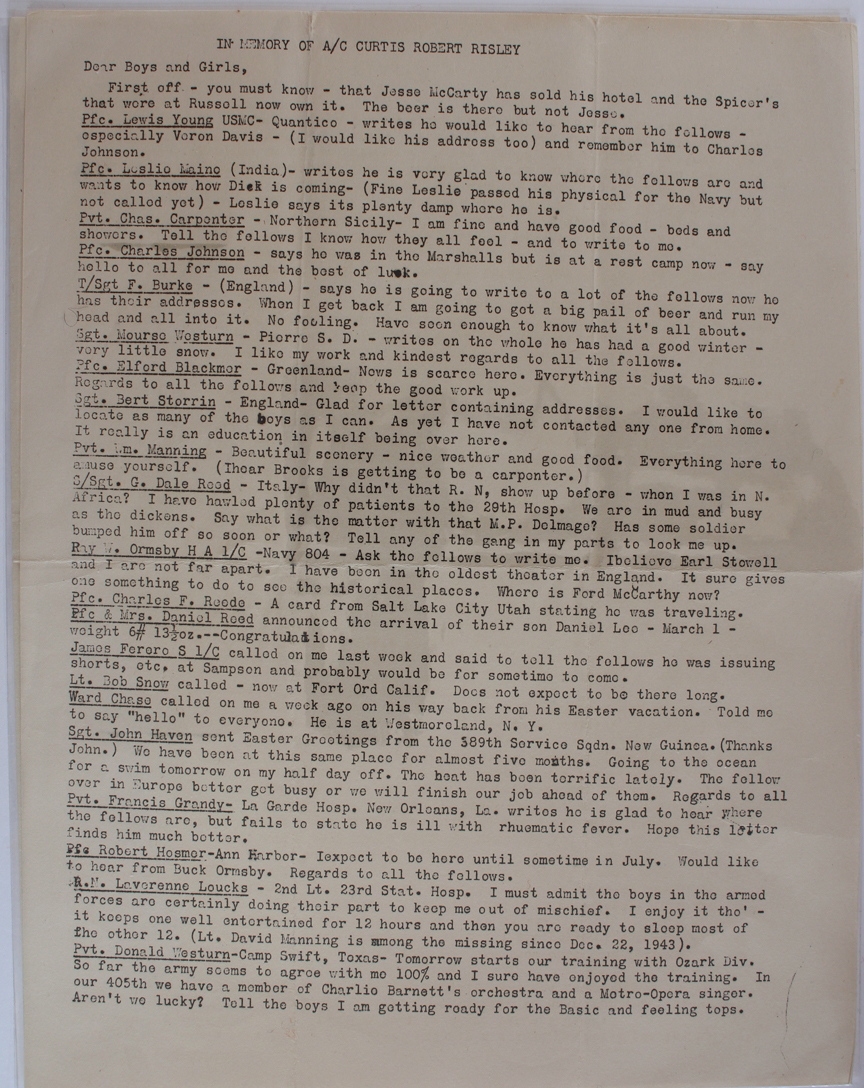 IN MEMORY OF A/C CURTIS ROBERT RISLEY
Dear Boys and Girls,
First off - you must know - that Jesse McCarty has sold his hotel and the Spicer's
that were at Russell now own it. The beer is there but not Jesse.
Pfc. Lewis Young USMC- Quantico - writes he would like to hear from the fellows -
especially Veron Davis - (I would like his address too) and remember him to Charles
Johnson.
Pfc. Leslie Maine (India)- writes he is very glad to know where the fellows are and
wants to know how Dick is coming- (Fine Leslie passed his physical for the Navy but
not called yet) - Leslie says its plenty damp where he is.
Pvt. Chas. Carpenter - Northern Sicily- I am fine and have good food - beds and
showers. Tell the fellows I know how they all feel - and to write to me.
Pfc. Charles Johnson - says he was in the Marshalls but is at a rest camp now - say
hello to all for me and the best of luck.
T/Sgt F. Burke - (England) - says he is going to write to a lot of the fellows now he
has their addresses. When I get back I am going to get a big pail of beer and run my
head and all into it. No fooling. Have seen enough to know what it's all about.
Sgt. Mourse Westurn - Pierre S. D. - writes on the whole he has had a good winter -
very little snow. I like my work and kindest regards to all the fellows.
Pfc. Elford Blackmer - Greenland- News is scarce here. Everything is just the same.
Regards to all the fellows and keep the good work up.
Sgt. Bert Storrin - England- Glad for letter containing addresses. I would like to
locate as many of the boys as I can. As yet I have not contacted any one from home.
It really is an education in itself being over here.
Pvt. Wm. Manning - Beautiful scenery - nice weather and good food. Everything here to
amuse yourself. (Ihear Brooks is getting to be a carpenter.)
S/Sgt. G. Dale Reed - Italy- Why didn't that R. N, show up before - when I was in N.
Africa? I have hawled plenty of patients to the 29th Hosp. We are in mud and busy
as the dickens. Say what is the matter with that M.P. Delmage? Has some soldier
bumped him off so soon or what? Tell any of the gang in my parts to look me up.
Ray W. Ormsby H A 1/C -Navy 804 - Ask the fellows to write me. Ibelieve Earl Stowell
and I are not far apart. I have been in the oldest theater in England. It sure gives
one something to do to see the historical places. Where is Ford McCarthy now?
Pfc. Charles F. Reede - A card from Salt Lake City Utah stating he was traveling.
Pfc & Mrs. Daniel Reed announced the arrival of their son Daniel Lee - March 1 -
weight 6# 13½oz.--Congratulations.
James Ferero S 1/C called on me last week and said to tell the fellows he was issuing
shorts, etc, at Sampson and probably would be for sometime to come.
Lt. Bob Snow called - now at Fort Ord Calif. Does not expect to be there long.
Ward Chase called on me a week ago on his way back from his Easter vacation. Told me
to say "hello" to everyone. He is at Westmoreland, N. Y.
Sgt. John Haven sent Easter Greetings from the 389th Service Sqdn. New Guinea.(Thanks
John.) We have been at this same place for almost five months. Going to the ocean
for a swim tomorrow on my half day off. The heat has been terrific lately. The fellow
over in Europe better get busy or we will finish our job ahead of them. Regards to all
Pvt. Francis Grandy- La Garde Hosp. New Orleans, La. writes he is glad to hear where
the fellows are, but fails to state he is ill with rhuematic fever. Hope this letter
finds him much better.
Pfc Robert Hosmer-Ann Harbor- Iexpect to be here until sometime in July. Would like
to hear from Buck Ormsby. Regards to all the fellows.
R.N. Laverenne Loucks - 2nd Lt. 23rd Stat. Hosp. I must admit the boys in the armed
forces are certainly doing their part to keep me out of mischief. I enjoy it tho' -
it keeps one well entertained for 12 hours and then you are ready to sleep most of
the other 12. (Lt. David Manning is among the missing since Dec. 22, 1943).
Pvt. Donald Westurn-Camp Swift, Texas- Tomorrow starts our training with Ozark Div.
So far the army seems to agree with me 100% and I sure have enjoyed the training. In
our 405th we have a member of Charlie Barnett's orchestra and a Metro-Opera singer.
Aren't we lucky? Tell the boys I am getting ready for the Basic and feeling tops.